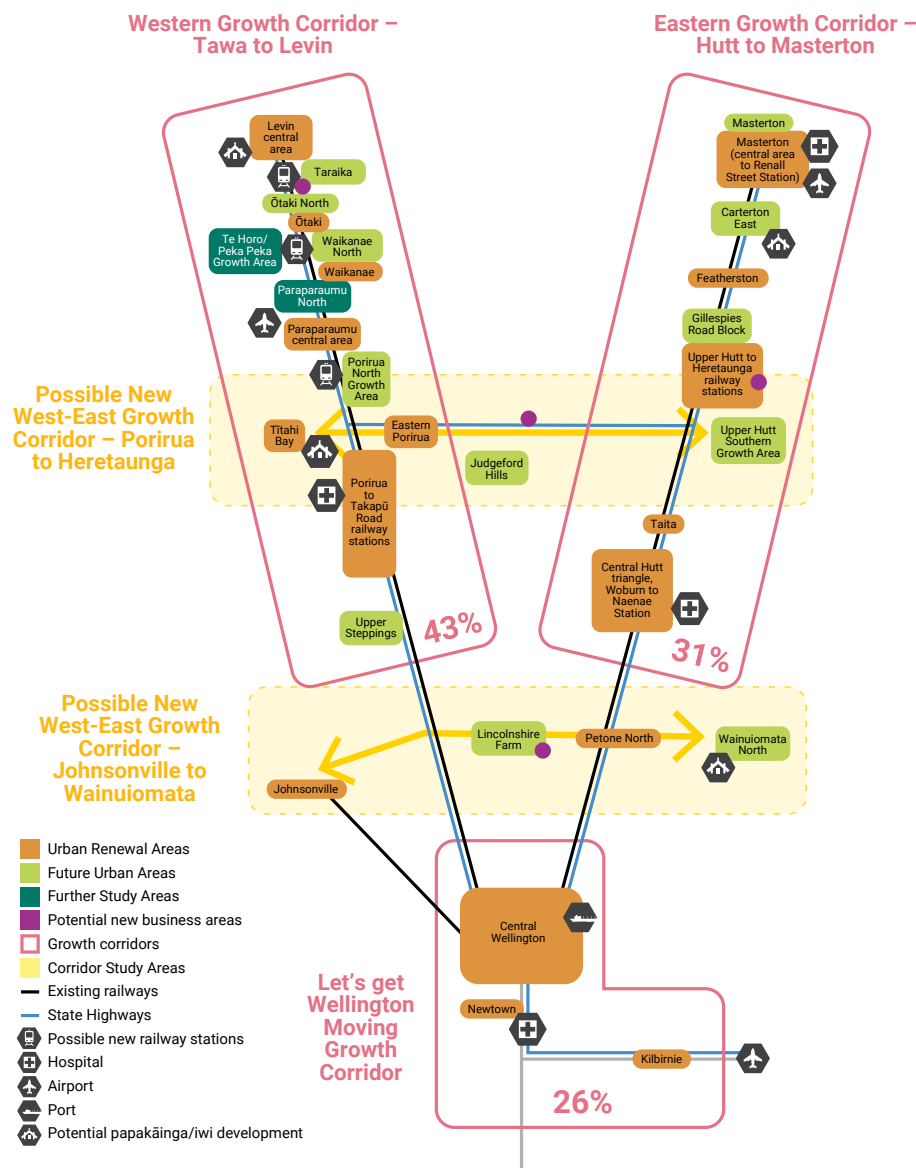 Western Growth Corridor –
Tawa to Levin
Eastern Growth Corridor –
Hutt to Masterton
Levin
central
area
Taraika
Ōtaki North
Ōtaki
Te Horo/
Peka Peka
Growth Area
Waikanae
North
Waikanae
Paraparaumu
North
Paraparaumu
central area
Porirua
North
Growth
Area
Masterton
Masterton
(central area
to Renall
Street Station)
Carterton
East
Featherston
Gillespies
Road Block
Upper Hutt to
Heretaunga
railway
stations
Possible New
West-East Growth
Corridor – Porirua
to Heretaunga
Tītahi
Bay
Eastern
Porirua
Judgeford
Hills
Upper Hutt
Southern
Growth Area
Porirua
to
Takapū
Road
railway
stations
Taita
Central Hutt
triangle,
Woburn to
Naenae
Station
Upper
Steppings
43%
31%
Possible New
West-East Growth
Corridor –
Johnsonville to
Wainuiomata
Lincolnshire
Farm
Petone North
Wainuiomata
North
Johnsonville
Urban Renewal Areas
Future Urban Areas
Further Study Areas
Potential new business areas
Growth corridors
Corridor Study Areas
Existing railways
State Highways
Possible new railway stations
Hospital
Airport
Port
Potential papakāinga/iwi development
Central
Wellington
Let's get
Wellington
Moving
Growth
Corridor
Newtown
Kilbirnie
26%